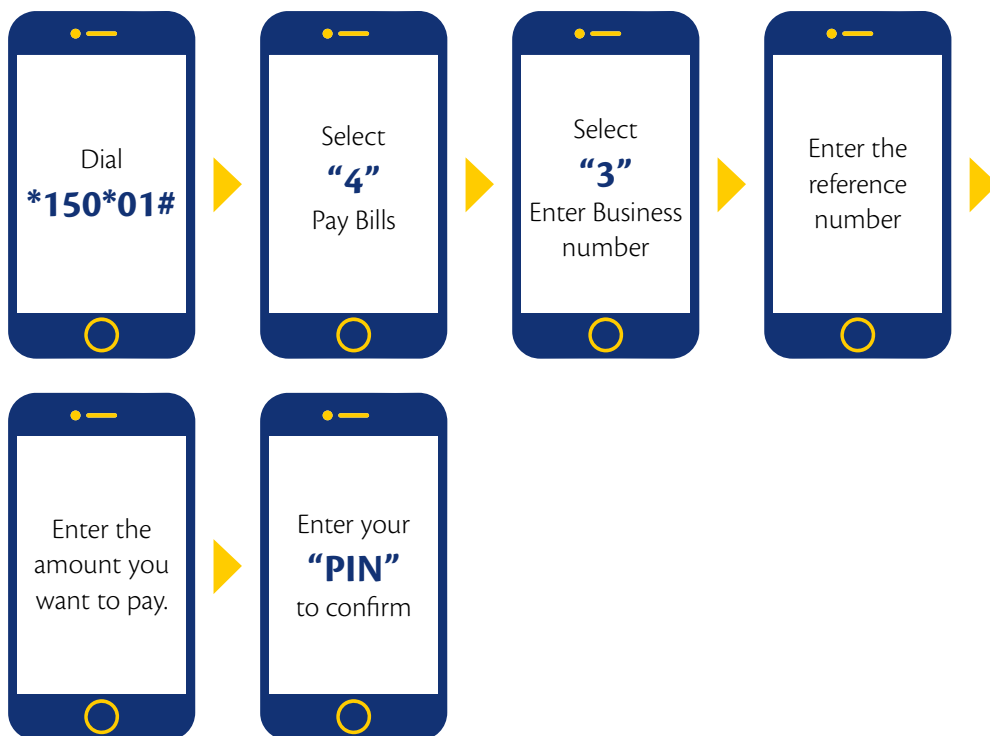 Dial
*150*01#
Select
“4”
Pay Bills
Select
“3”
Enter Business
number
Enter the
reference
number
Enter the
amount you
want to pay.
Enter your
“PIN”
to confirm